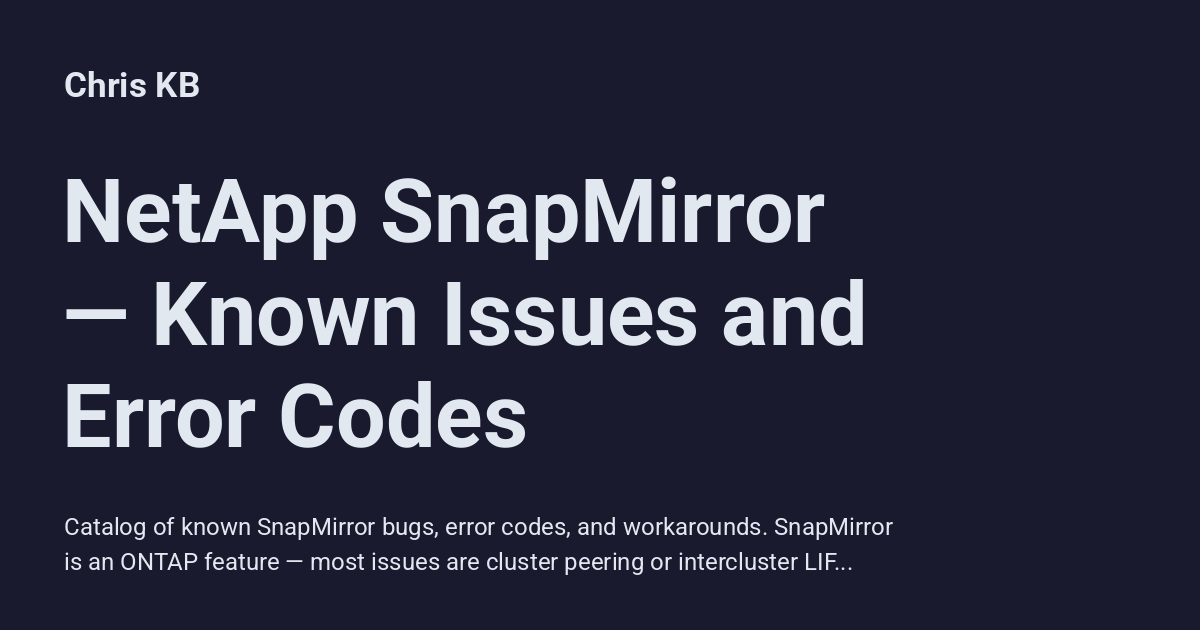 Chris KB
NetApp SnapMirror
— Known Issues and
Error Codes
Catalog of known SnapMirror bugs, error codes, and workarounds. SnapMirror
is an ONTAP feature — most issues are cluster peering or intercluster LIF...